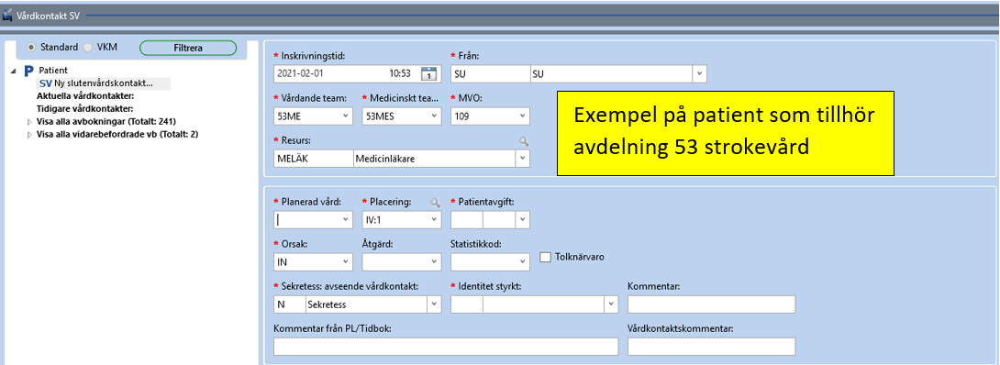 Vårdkontakt SV
Standard VKM Filtrera
Patient
SV Ny slutenvårdskontakt...
Aktuella vårdkontakter:
Tidigare vårdkontakter:
Visa alla avbokningar (Totalt: 241)
Visa alla vidarebefordrade vb (Totalt: 2)
* Inskrivningstid: * Från:
2021-02-01 10:53 1 SU SU
* Vårdande team: * Medicinskt tea... * MVO:
53ME 53MES 109
* Resurs:
MELÄK Medicinläkare
Exempel på patient som tillhör
avdelning 53 strokevård
* Planerad vård: * Placering: * Patientavgift:
IV:1
* Orsak: Åtgärd: Statistikkod:
IN Tolknärvaro
* Sekretess: avseende vårdkontakt: * Identitet styrkt: Kommentar:
N Sekretess
Kommentar från PL/Tidbok: Vårdkontaktskommentar: